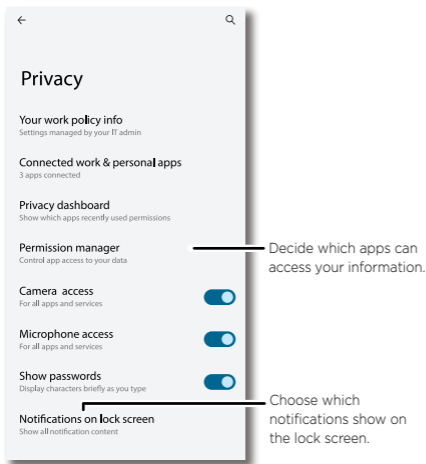 Privacy
Your work policy info
Settings managed by your IT admin
Connected work & personal apps
3 apps connected
Privacy dashboard
Show which apps recently used permissions
Permission manager
Control app access to your data
Decide which apps can
access your information.
Camera access
For all apps and services
Microphone access
For all apps and services
Show passwords
Display characters briefly as you type
Notifications on lock screen
Show all notification content
Choose which
notifications show on
the lock screen.